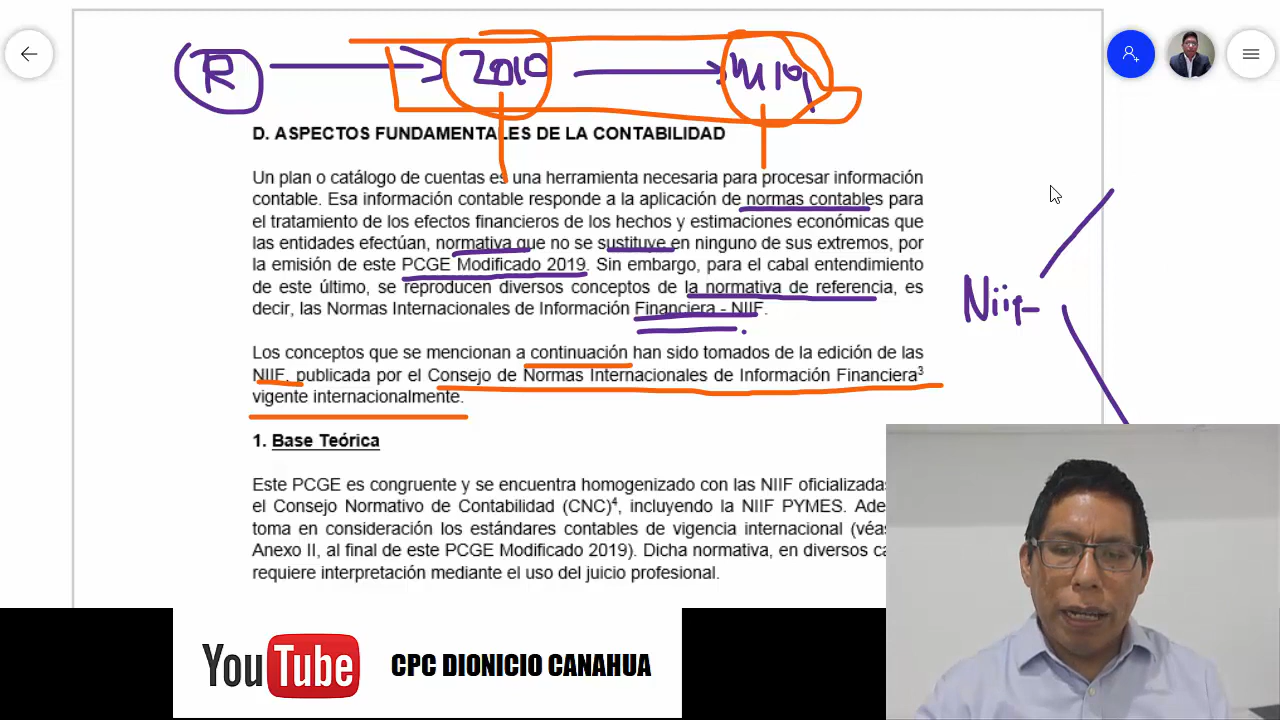 R
2010
D. ASPECTOS FUNDAMENTALES DE LA CONTABILIDAD
Un plan o catálogo de cuentas es una herramienta necesaria para procesar información
contable. Esa información contable responde a la aplicación de normas contables para
el tratamiento de los efectos financieros de los hechos y estimaciones económicas que
las entidades efectúan, normativa que no se sustituye en ninguno de sus extremos, por
la emisión de este PCGE Modificado 2019. Sin embargo, para el cabal entendimiento
de este último, se reproducen diversos conceptos de la normativa de referencia, es
decir, las Normas Internacionales de Información Financiera - NIIF.
Niif
Los conceptos que se mencionan a continuación han sido tomados de la edición de las
NIIF, publicada por el Consejo de Normas Internacionales de Información Financiera³
vigente internacionalmente.
1. Base Teórica
Este PCGE es congruente y se encuentra homogenizado con las NIIF oficializadas
el Consejo Normativo de Contabilidad (CNC)⁴, incluyendo la NIIF PYMES. Ade
toma en consideración los estándares contables de vigencia internacional (véas
Anexo II, al final de este PCGE Modificado 2019). Dicha normativa, en diversos ca
requiere interpretación mediante el uso del juicio profesional.
YouTube CPC DIONICIO CANAHUA